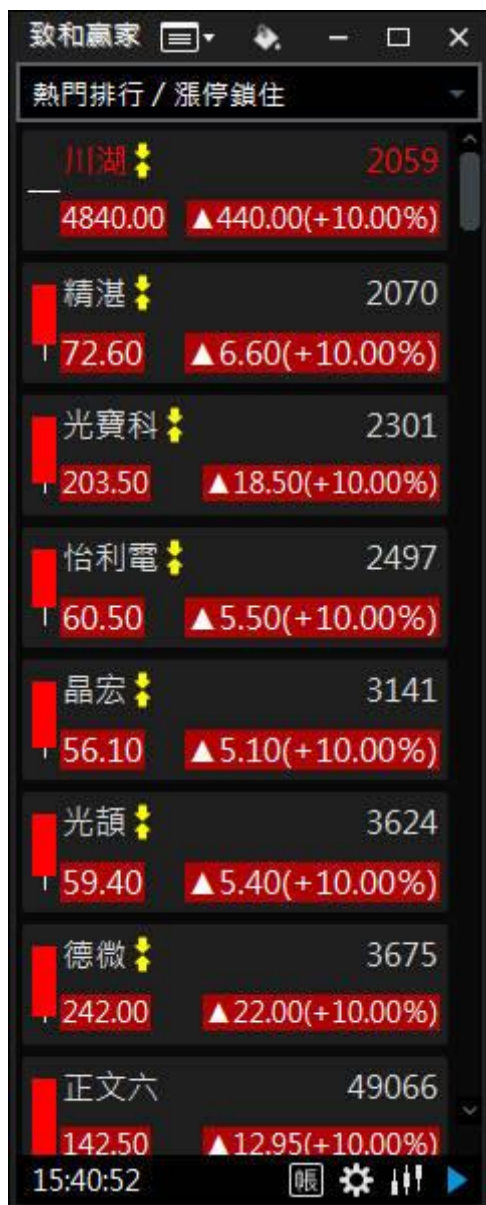 致和贏家
熱門排行 / 漲停鎖住
川湖 2059
4840.00 ▲440.00(+10.00%)
精湛 2070
72.60 ▲6.60(+10.00%)
光寶科 2301
203.50 ▲18.50(+10.00%)
怡利電 2497
60.50 ▲5.50(+10.00%)
晶宏 3141
56.10 ▲5.10(+10.00%)
光頡 3624
59.40 ▲5.40(+10.00%)
德微 3675
242.00 ▲22.00(+10.00%)
正文六 49066
142.50 ▲12.95(+10.00%)
15:40:52 帳